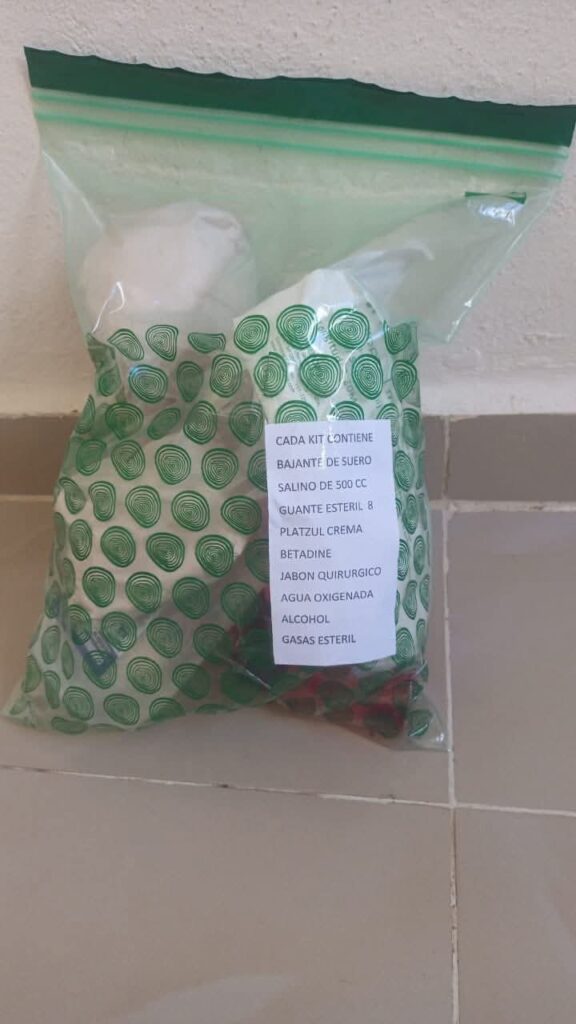 CADA KIT CONTIENE
BAJANTE DE SUERO
SALINO DE 500 CC
GUANTE ESTERIL 8
PLATZUL CREMA
BETADINE
JABON QUIRURGICO
AGUA OXIGENADA
ALCOHOL
GASAS ESTERIL